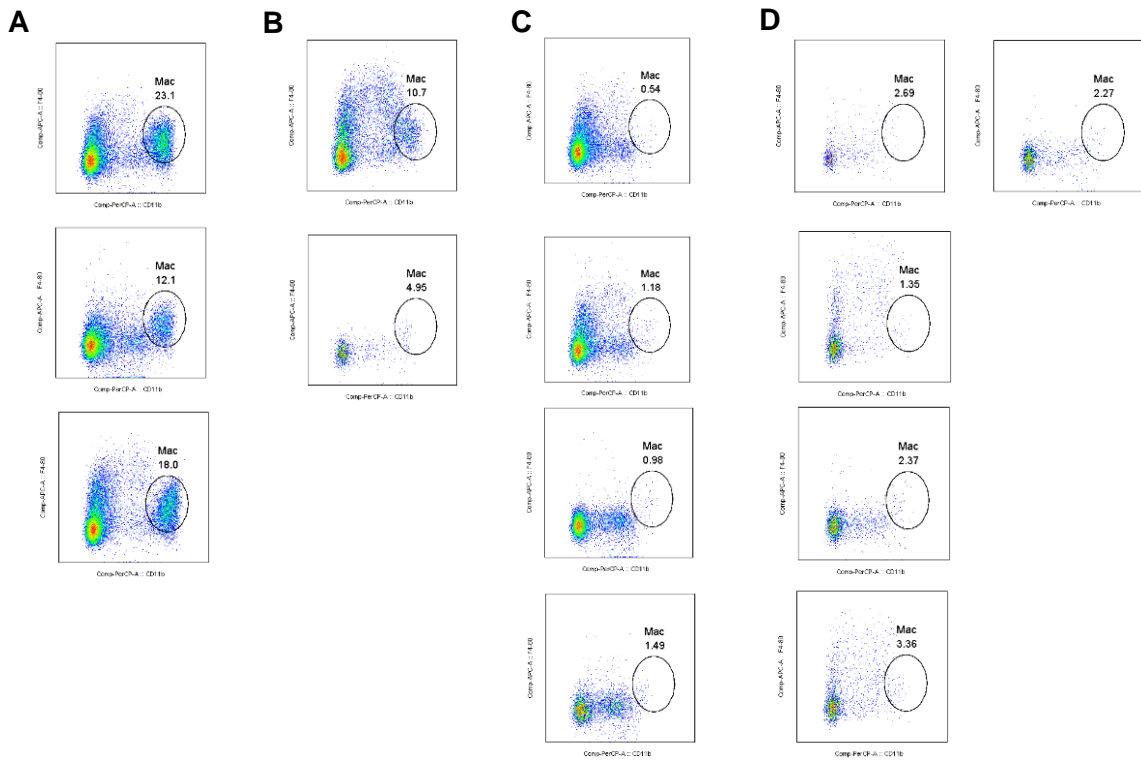 A
B
C
D
Mac
23.1
Comp-APC-A :: F4-80
Comp-PerCP-A :: CD11b
Mac
12.1
Comp-APC-A :: F4-80
Comp-PerCP-A :: CD11b
Mac
18.0
Comp-APC-A :: F4-80
Comp-PerCP-A :: CD11b
Mac
10.7
Comp-APC-A :: F4-80
Comp-PerCP-A :: CD11b
Mac
4.95
Comp-APC-A :: F4-80
Comp-PerCP-A :: CD11b
Mac
0.54
Comp-APC-A :: F4-80
Comp-PerCP-A :: CD11b
Mac
1.18
Comp-APC-A :: F4-80
Comp-PerCP-A :: CD11b
Mac
0.98
Comp-APC-A :: F4-80
Comp-PerCP-A :: CD11b
Mac
1.49
Comp-APC-A :: F4-80
Comp-PerCP-A :: CD11b
Mac
2.69
Comp-APC-A F4-80
Comp-PerCP-A :: CD11b
Mac
2.27
Comp-APC-A F4-80
Comp-PerCP-A :: CD11b
Mac
1.35
Comp-APC-A F4-80
Comp-PerCP-A :: CD11b
Mac
2.37
Comp-APC-A F4-80
Comp-PerCP-A :: CD11b
Mac
3.36
Comp-APC-A F4-80
Comp-PerCP-A :: CD11b